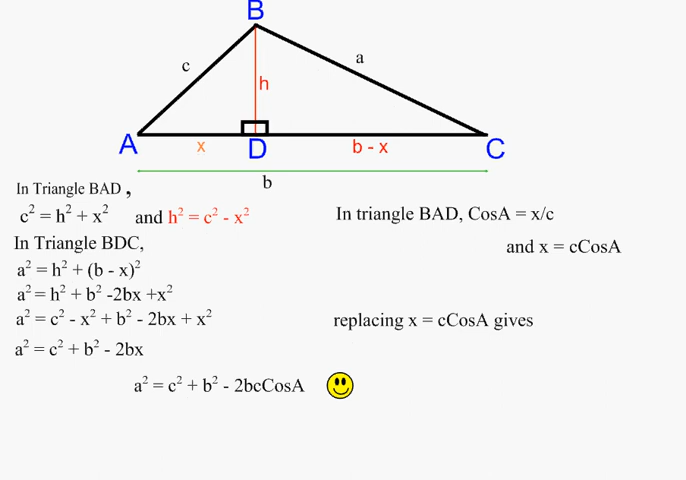 B
c
a
h
A
x
D
b - x
C
b
In Triangle BAD ,
c² = h² + x² and h² = c² - x²
In triangle BAD, CosA = x/c
and x = cCosA
In Triangle BDC,
a² = h² + (b - x)²
a² = h² + b² -2bx +x²
a² = c² - x² + b² - 2bx + x²
replacing x = cCosA gives
a² = c² + b² - 2bx
a² = c² + b² - 2bcCosA